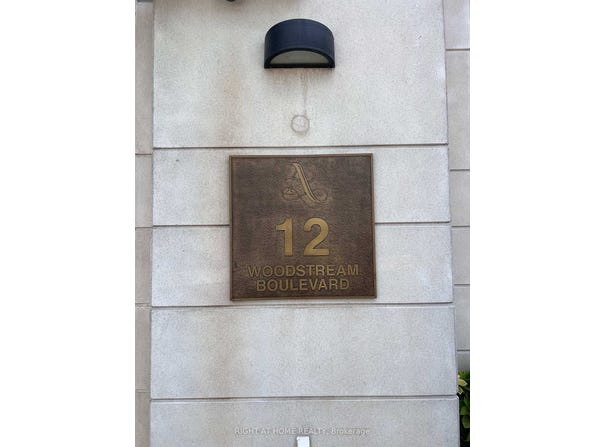 A
12
WOODSTREAM
BOULEVARD
RIGHT AT HOME REALTY, Brokerage